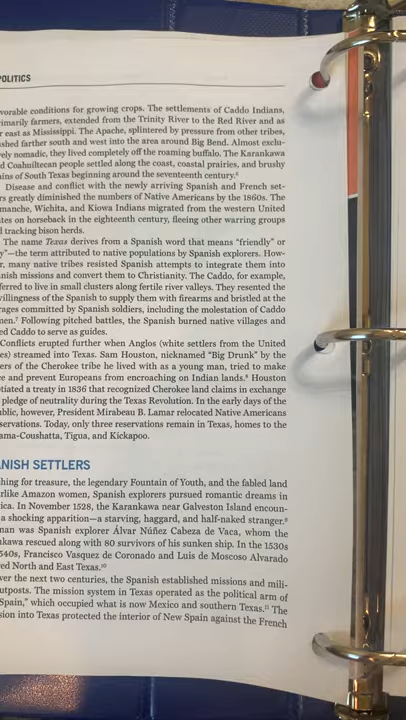 POLITICS
vorable conditions for growing crops. The settlements of Caddo Indians,
imarily farmers, extended from the Trinity River to the Red River and as
r east as Mississippi. The Apache, splintered by pressure from other tribes,
shed farther south and west into the area around Big Bend. Almost exclu-
vely nomadic, they lived completely off the roaming buffalo. The Karankawa
d Coahuiltecan people settled along the coast, coastal prairies, and brushy
ins of South Texas beginning around the seventeenth century.⁶
Disease and conflict with the newly arriving Spanish and French set-
rs greatly diminished the numbers of Native Americans by the 1860s. The
manche, Wichita, and Kiowa Indians migrated from the western United
tes on horseback in the eighteenth century, fleeing other warring groups
d tracking bison herds.
The name Texas derives from a Spanish word that means “friendly” or
y”—the term attributed to native populations by Spanish explorers. How-
r, many native tribes resisted Spanish attempts to integrate them into
nish missions and convert them to Christianity. The Caddo, for example,
ferred to live in small clusters along fertile river valleys. They resented the
willingness of the Spanish to supply them with firearms and bristled at the
rages committed by Spanish soldiers, including the molestation of Caddo
men.⁷ Following pitched battles, the Spanish burned native villages and
ed Caddo to serve as guides.
Conflicts erupted further when Anglos (white settlers from the United
es) streamed into Texas. Sam Houston, nicknamed “Big Drunk” by the
ers of the Cherokee tribe he lived with as a young man, tried to make
e and prevent Europeans from encroaching on Indian lands.⁸ Houston
tiated a treaty in 1836 that recognized Cherokee land claims in exchange
pledge of neutrality during the Texas Revolution. In the early days of the
ublic, however, President Mirabeau B. Lamar relocated Native Americans
servations. Today, only three reservations remain in Texas, homes to the
ama-Coushatta, Tigua, and Kickapoo.
ANISH SETTLERS
hing for treasure, the legendary Fountain of Youth, and the fabled land
rlike Amazon women, Spanish explorers pursued romantic dreams in
ica. In November 1528, the Karankawa near Galveston Island encoun-
a shocking apparition—a starving, haggard, and half-naked stranger.⁹
man was Spanish explorer Álvar Núñez Cabeza de Vaca, whom the
nkawa rescued along with 80 survivors of his sunken ship. In the 1530s
540s, Francisco Vasquez de Coronado and Luis de Moscoso Alvarado
red North and East Texas.¹⁰
ver the next two centuries, the Spanish established missions and mili-
utposts. The mission system in Texas operated as the political arm of
Spain,” which occupied what is now Mexico and southern Texas.¹¹ The
sion into Texas protected the interior of New Spain against the French